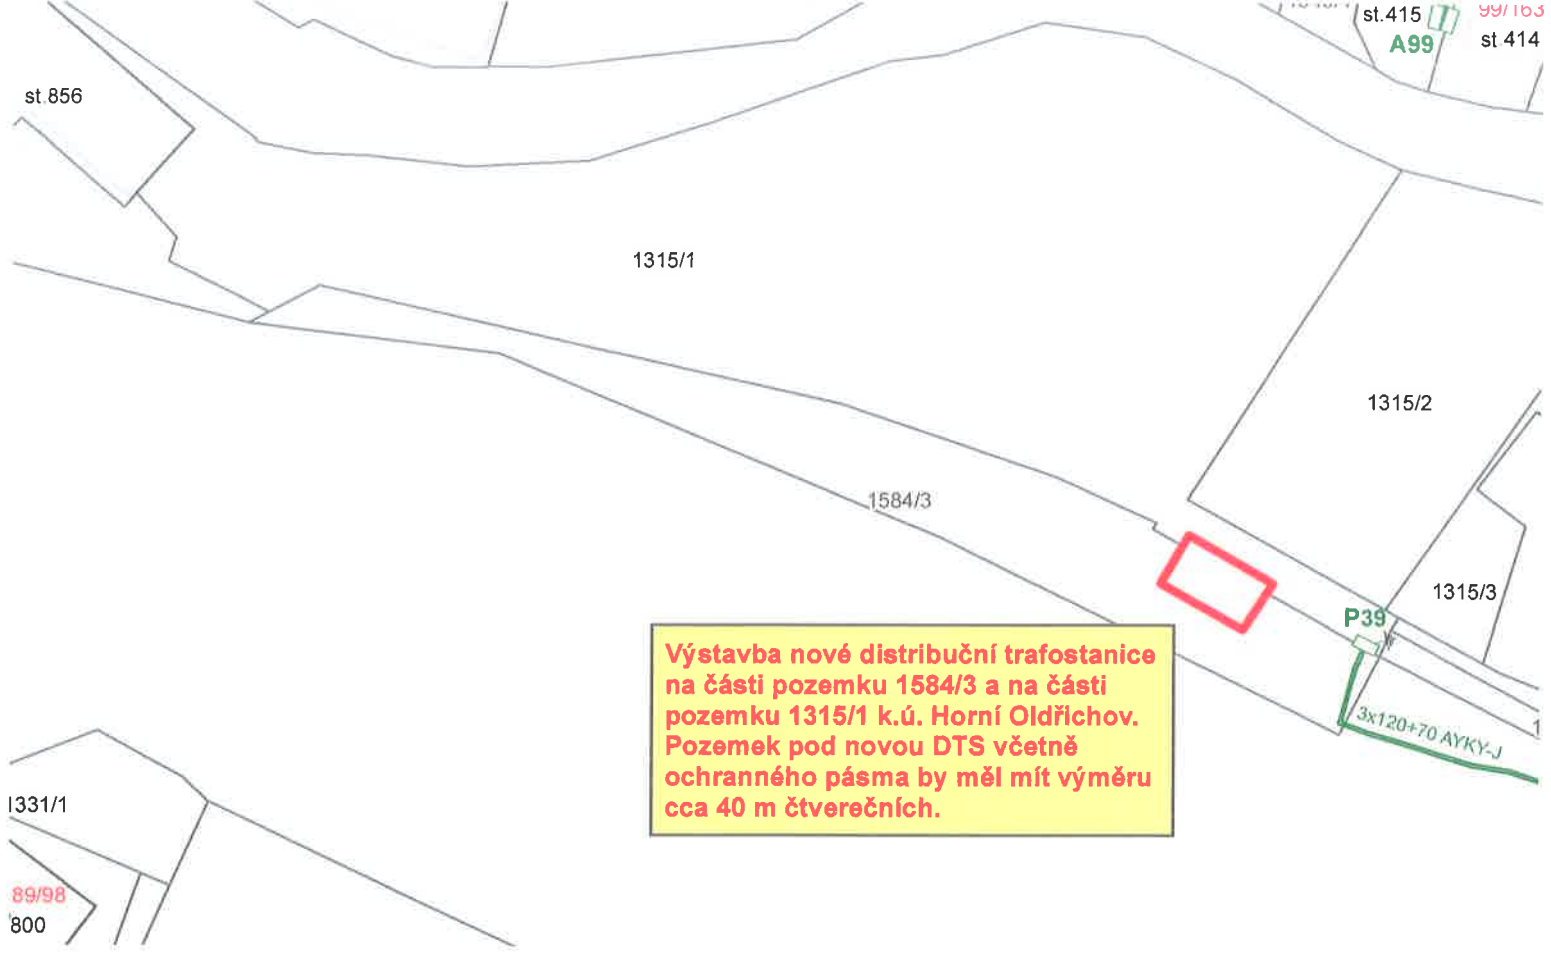 st.415
99/163
A99
st.414
st.856
1315/1
1315/2
1584/3
1315/3
P39
Výstavba nové distribuční trafostanice
na části pozemku 1584/3 a na části
pozemku 1315/1 k.ú. Horní Oldřichov.
Pozemek pod novou DTS včetně
ochranného pásma by měl mít výměru
cca 40 m čtverečních.
3x120+70 AYKY-J
1
1331/1
89/98
800